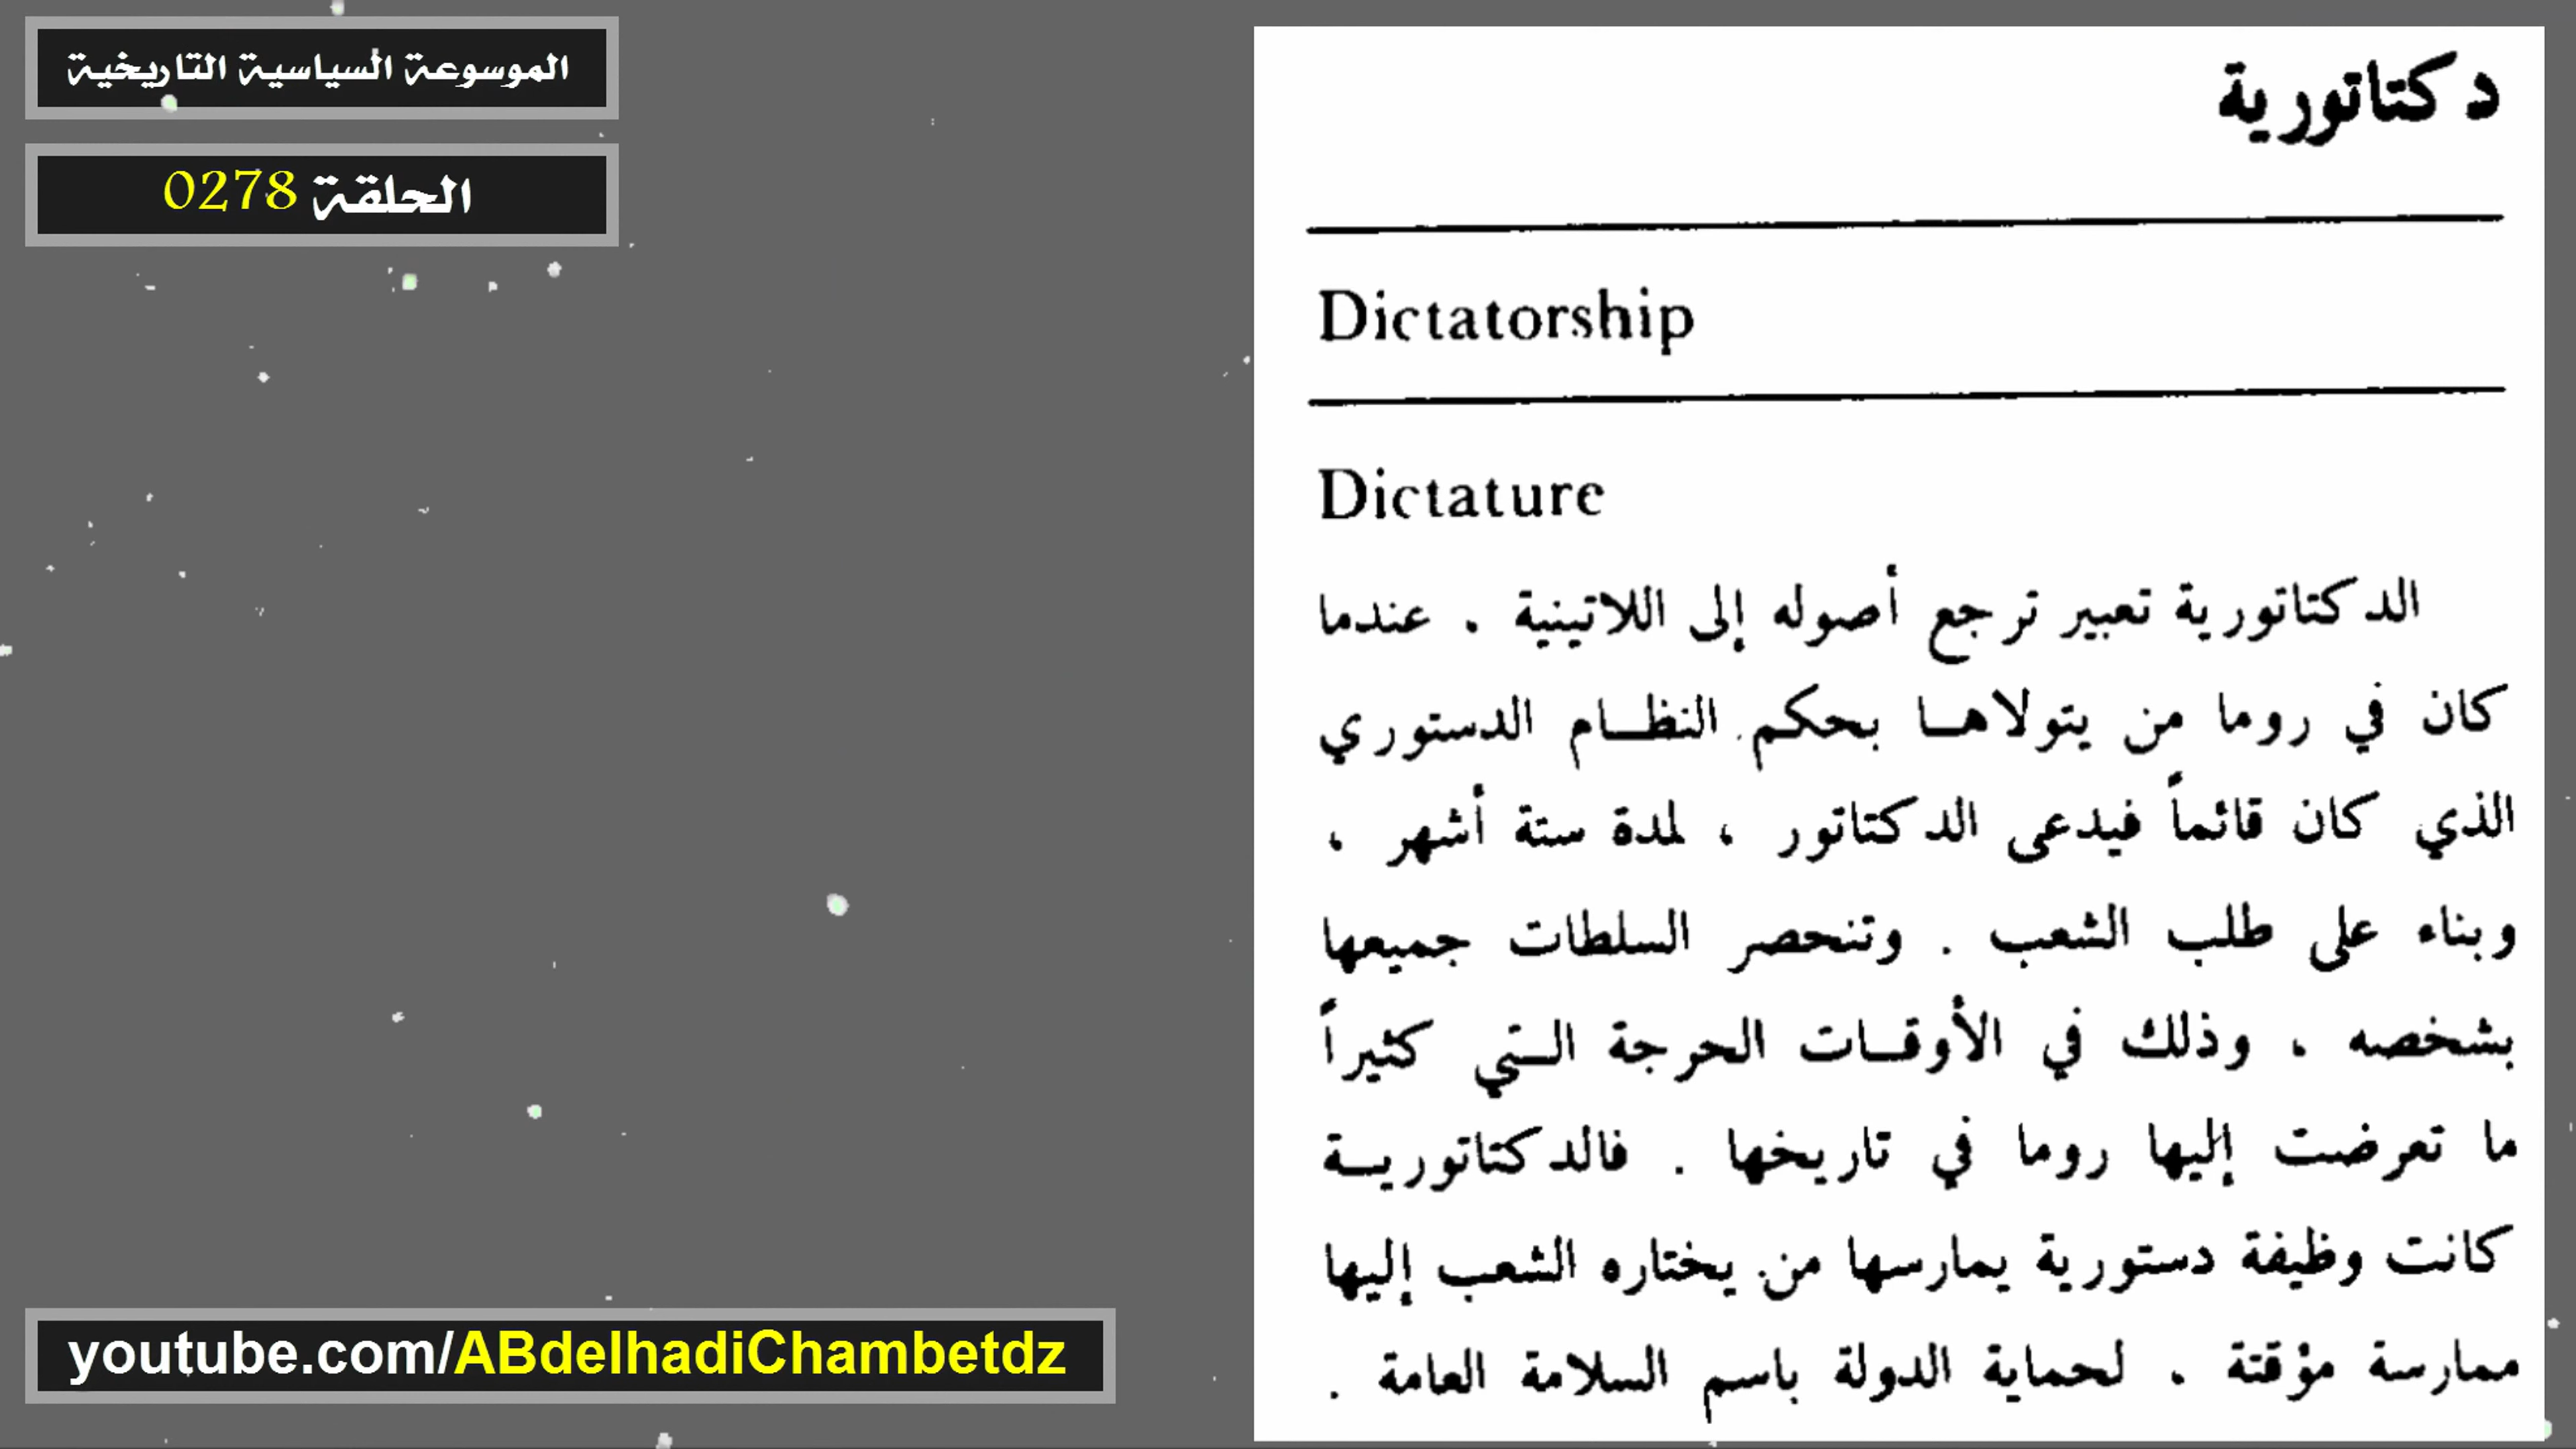 الموسوعة السياسية التاريخية
الحلقة 0278
دكتاتورية
Dictatorship
Dictature
الدكتاتورية تعبير ترجع أصوله إلى اللاتينية . عندما
كان في روما من يتولاها بحكم النظام الدستوري
الذي كان قائماً فيدعى الدكتاتور ، لمدة ستة أشهر ،
وبناء على طلب الشعب . وتنحصر السلطات جميعها
بشخصه ، وذلك في الأوقات الحرجة التي كثيراً
ما تعرضت إليها روما في تاريخها . فالدكتاتورية
كانت وظيفة دستورية يمارسها من يختاره الشعب إليها
ممارسة مؤقتة ، لحماية الدولة باسم السلامة العامة .
youtube.com/ABdelhadiChambetdz